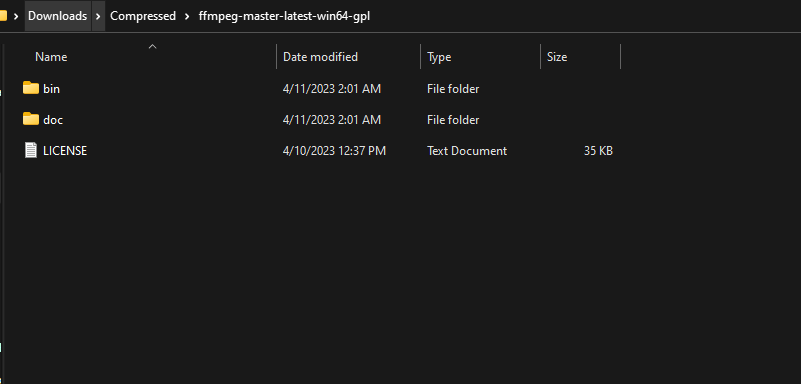 Downloads > Compressed > ffmpeg-master-latest-win64-gpl
Name Date modified Type Size
bin 4/11/2023 2:01 AM File folder
doc 4/11/2023 2:01 AM File folder
LICENSE 4/10/2023 12:37 PM Text Document 35 KB